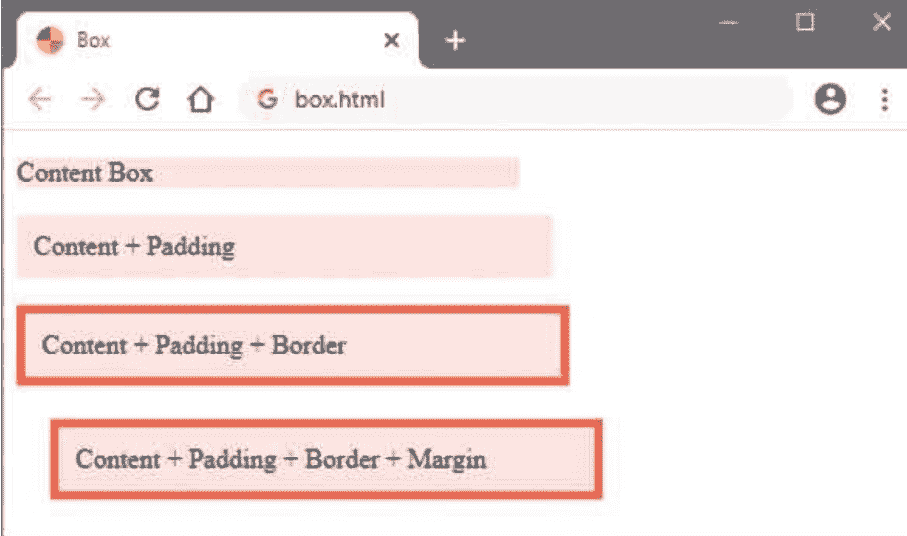 Box
box.html
Content Box
Content + Padding
Content + Padding + Border
Content + Padding + Border + Margin